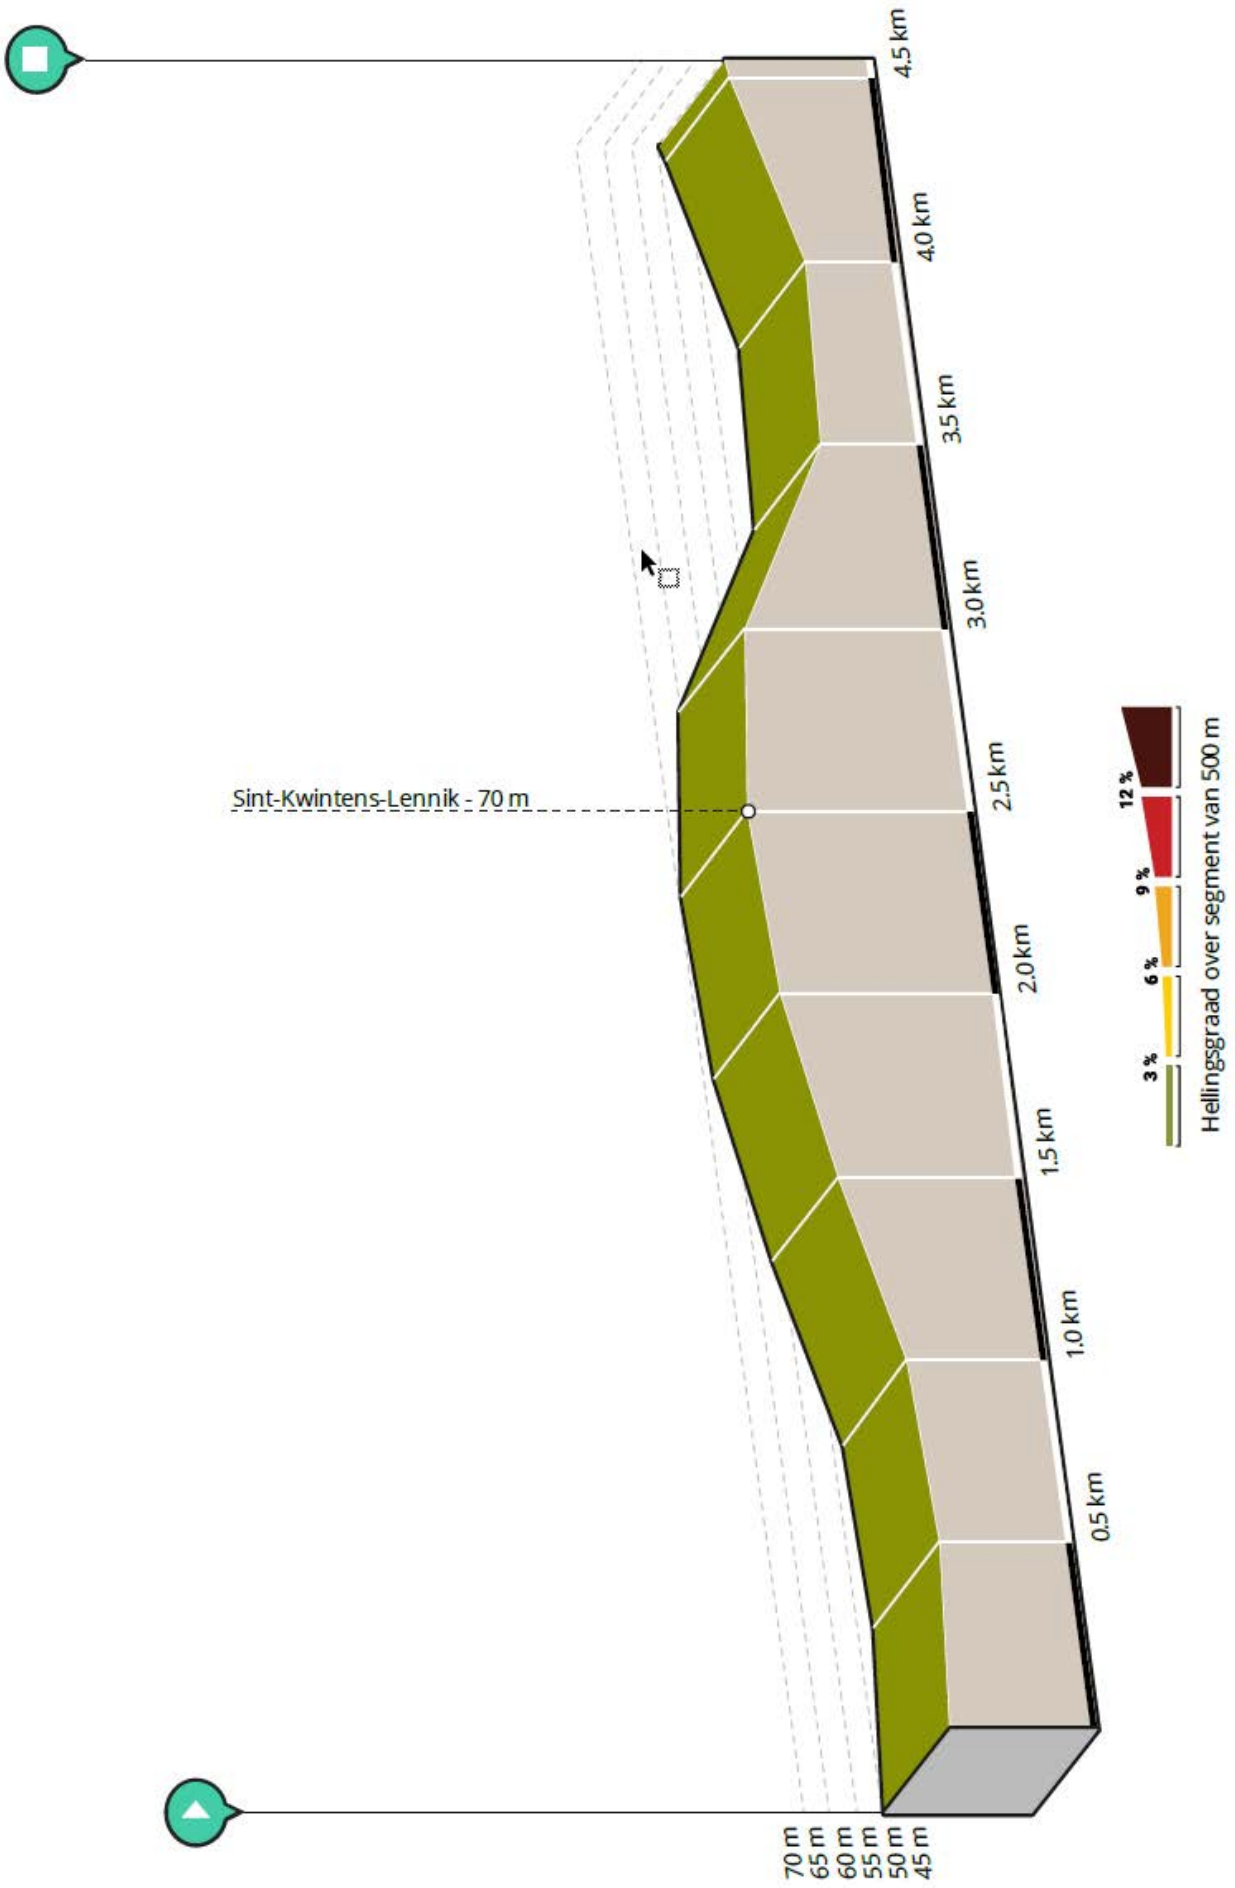 Sint-Kwintens-Lennik - 70 m
70 m
65 m
60 m
55 m
50 m
45 m
0.5 km
1.0 km
1.5 km
2.0 km
2.5 km
3.0 km
3.5 km
4.0 km
4.5 km
3 %
6 %
9 %
12 %
Hellingsgraad over segment van 500 m